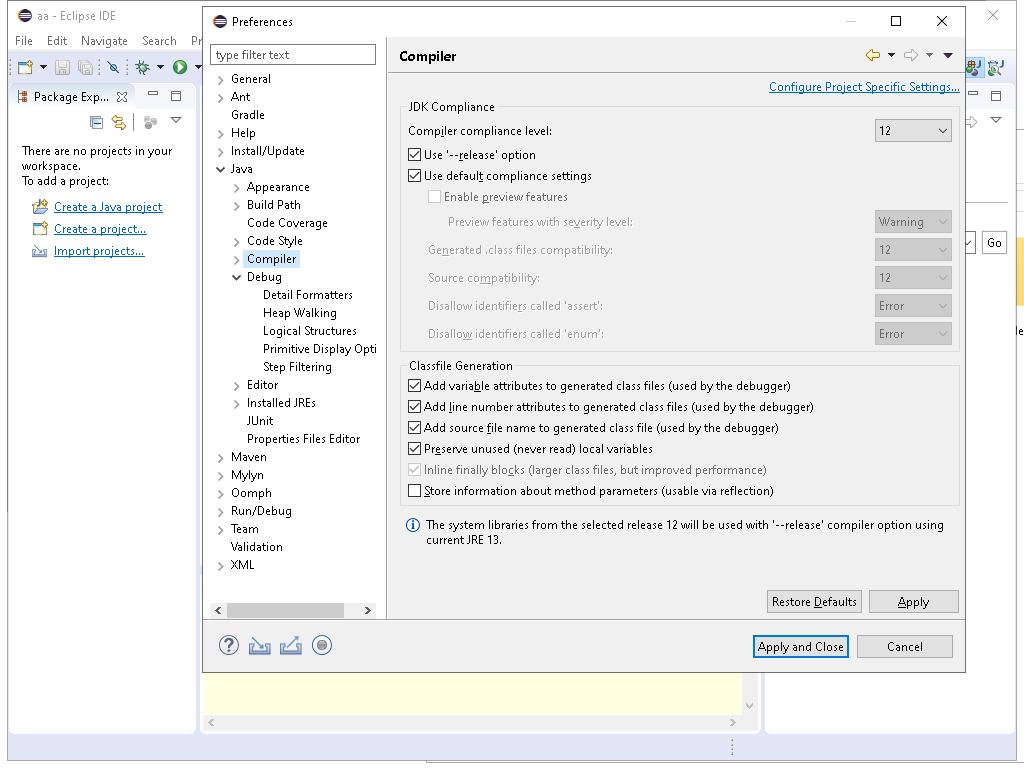 aa - Eclipse IDE
File Edit Navigate Search Pr
Package Exp...
There are no projects in your
workspace.
To add a project:
Create a Java project
Create a project...
Import projects...
Preferences
type filter text
General
Ant
Gradle
Help
Install/Update
Java
Appearance
Build Path
Code Coverage
Code Style
Compiler
Debug
Detail Formatters
Heap Walking
Logical Structures
Primitive Display Opti
Step Filtering
Editor
Installed JREs
JUnit
Properties Files Editor
Maven
Mylyn
Oomph
Run/Debug
Team
Validation
XML
Compiler
Configure Project Specific Settings...
JDK Compliance
Compiler compliance level: 12
Use '--release' option
Use default compliance settings
Enable preview features
Preview features with severity level: Warning
Generated .class files compatibility: 12
Source compatibility: 12
Disallow identifiers called 'assert': Error
Disallow identifiers called 'enum': Error
Classfile Generation
Add variable attributes to generated class files (used by the debugger)
Add line number attributes to generated class files (used by the debugger)
Add source file name to generated class file (used by the debugger)
Preserve unused (never read) local variables
Inline finally blocks (larger class files, but improved performance)
Store information about method parameters (usable via reflection)
The system libraries from the selected release 12 will be used with '--release' compiler option using
current JRE 13.
Restore Defaults Apply
Apply and Close Cancel
Go